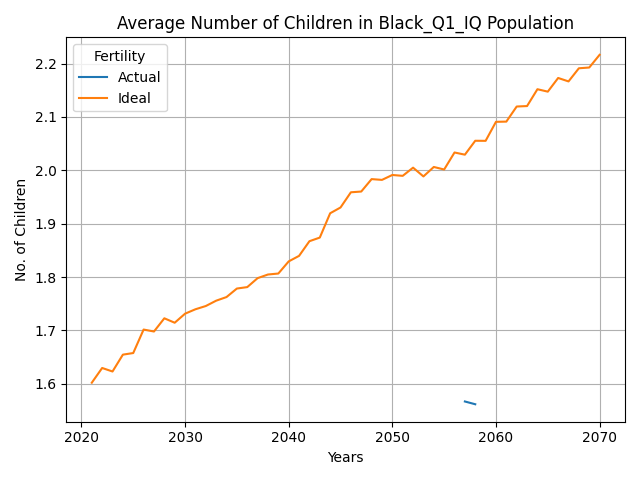 Average Number of Children in Black_Q1_IQ Population
Fertility
Actual
Ideal
No. of Children
2.2
2.1
2.0
1.9
1.8
1.7
1.6
2020 2030 2040 2050 2060 2070
Years